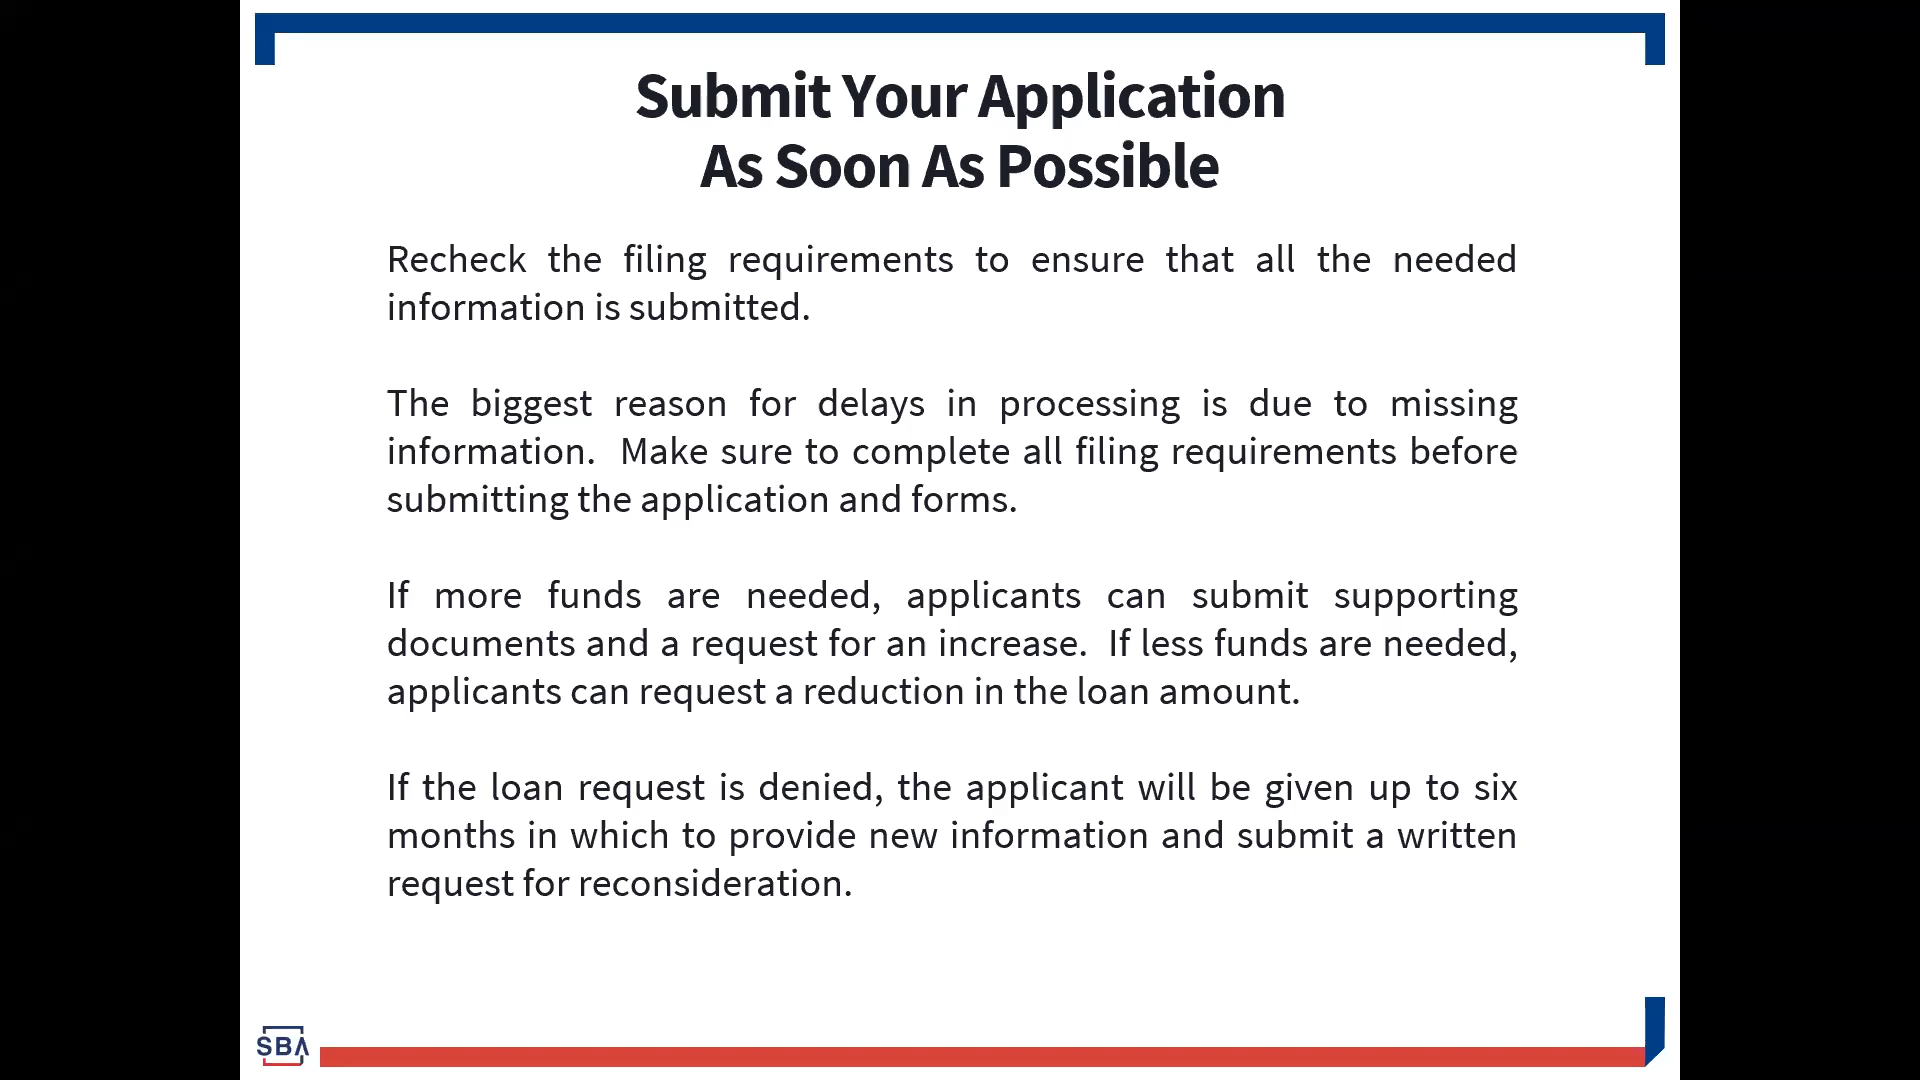 Submit Your Application
As Soon As Possible
Recheck the filing requirements to ensure that all the needed
information is submitted.
The biggest reason for delays in processing is due to missing
information.  Make sure to complete all filing requirements before
submitting the application and forms.
If more funds are needed, applicants can submit supporting
documents and a request for an increase.  If less funds are needed,
applicants can request a reduction in the loan amount.
If the loan request is denied, the applicant will be given up to six
months in which to provide new information and submit a written
request for reconsideration.
SBA